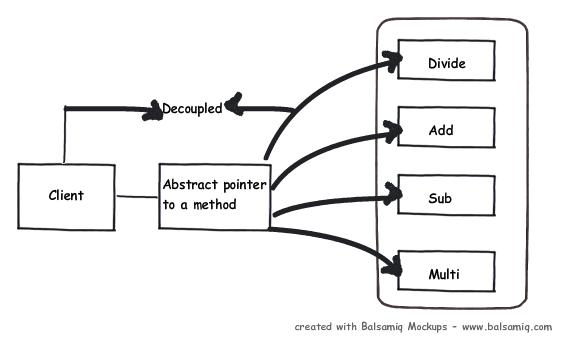 Divide
Decoupled
Add
Client
Abstract pointer
to a method
Sub
Multi
created with Balsamiq Mockups - www.balsamiq.com